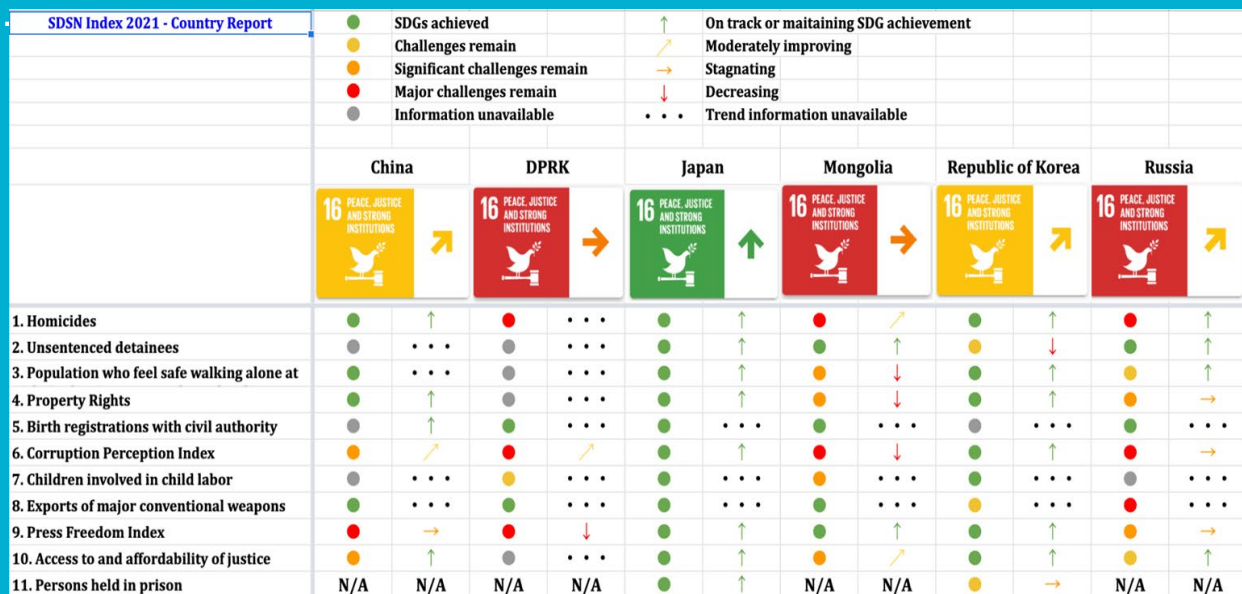 SDSN Index 2021 - Country Report
SDGs achieved
↑ On track or maitaining SDG achievement
Challenges remain
↗ Moderately improving
Significant challenges remain
→ Stagnating
Major challenges remain
↓ Decreasing
Information unavailable
• • • Trend information unavailable
China DPRK Japan Mongolia Republic of Korea Russia
16 PEACE, JUSTICE
AND STRONG
INSTITUTIONS
↗
16 PEACE, JUSTICE
AND STRONG
INSTITUTIONS
→
16 PEACE, JUSTICE
AND STRONG
INSTITUTIONS
↑
16 PEACE, JUSTICE
AND STRONG
INSTITUTIONS
→
16 PEACE, JUSTICE
AND STRONG
INSTITUTIONS
↗
16 PEACE, JUSTICE
AND STRONG
INSTITUTIONS
↗
1. Homicides ↑ • • • ↑ ↗ ↑ ↑
2. Unsentenced detainees • • • • • • ↑ ↑ ↓ ↑
3. Population who feel safe walking alone at • • • • • • ↑ ↓ ↑ ↑
4. Property Rights ↑ • • • ↑ ↓ ↑ →
5. Birth registrations with civil authority ↑ • • • • • • • • • • • • • • •
6. Corruption Perception Index ↗ ↗ ↑ ↓ ↑ →
7. Children involved in child labor • • • • • • • • • • • • • • • • • •
8. Exports of major conventional weapons • • • • • • • • • • • • • • • • • •
9. Press Freedom Index → ↓ ↑ ↑ ↑ →
10. Access to and affordability of justice ↑ • • • ↑ ↗ ↑ ↑
11. Persons held in prison N/A N/A N/A N/A ↑ N/A N/A → N/A N/A